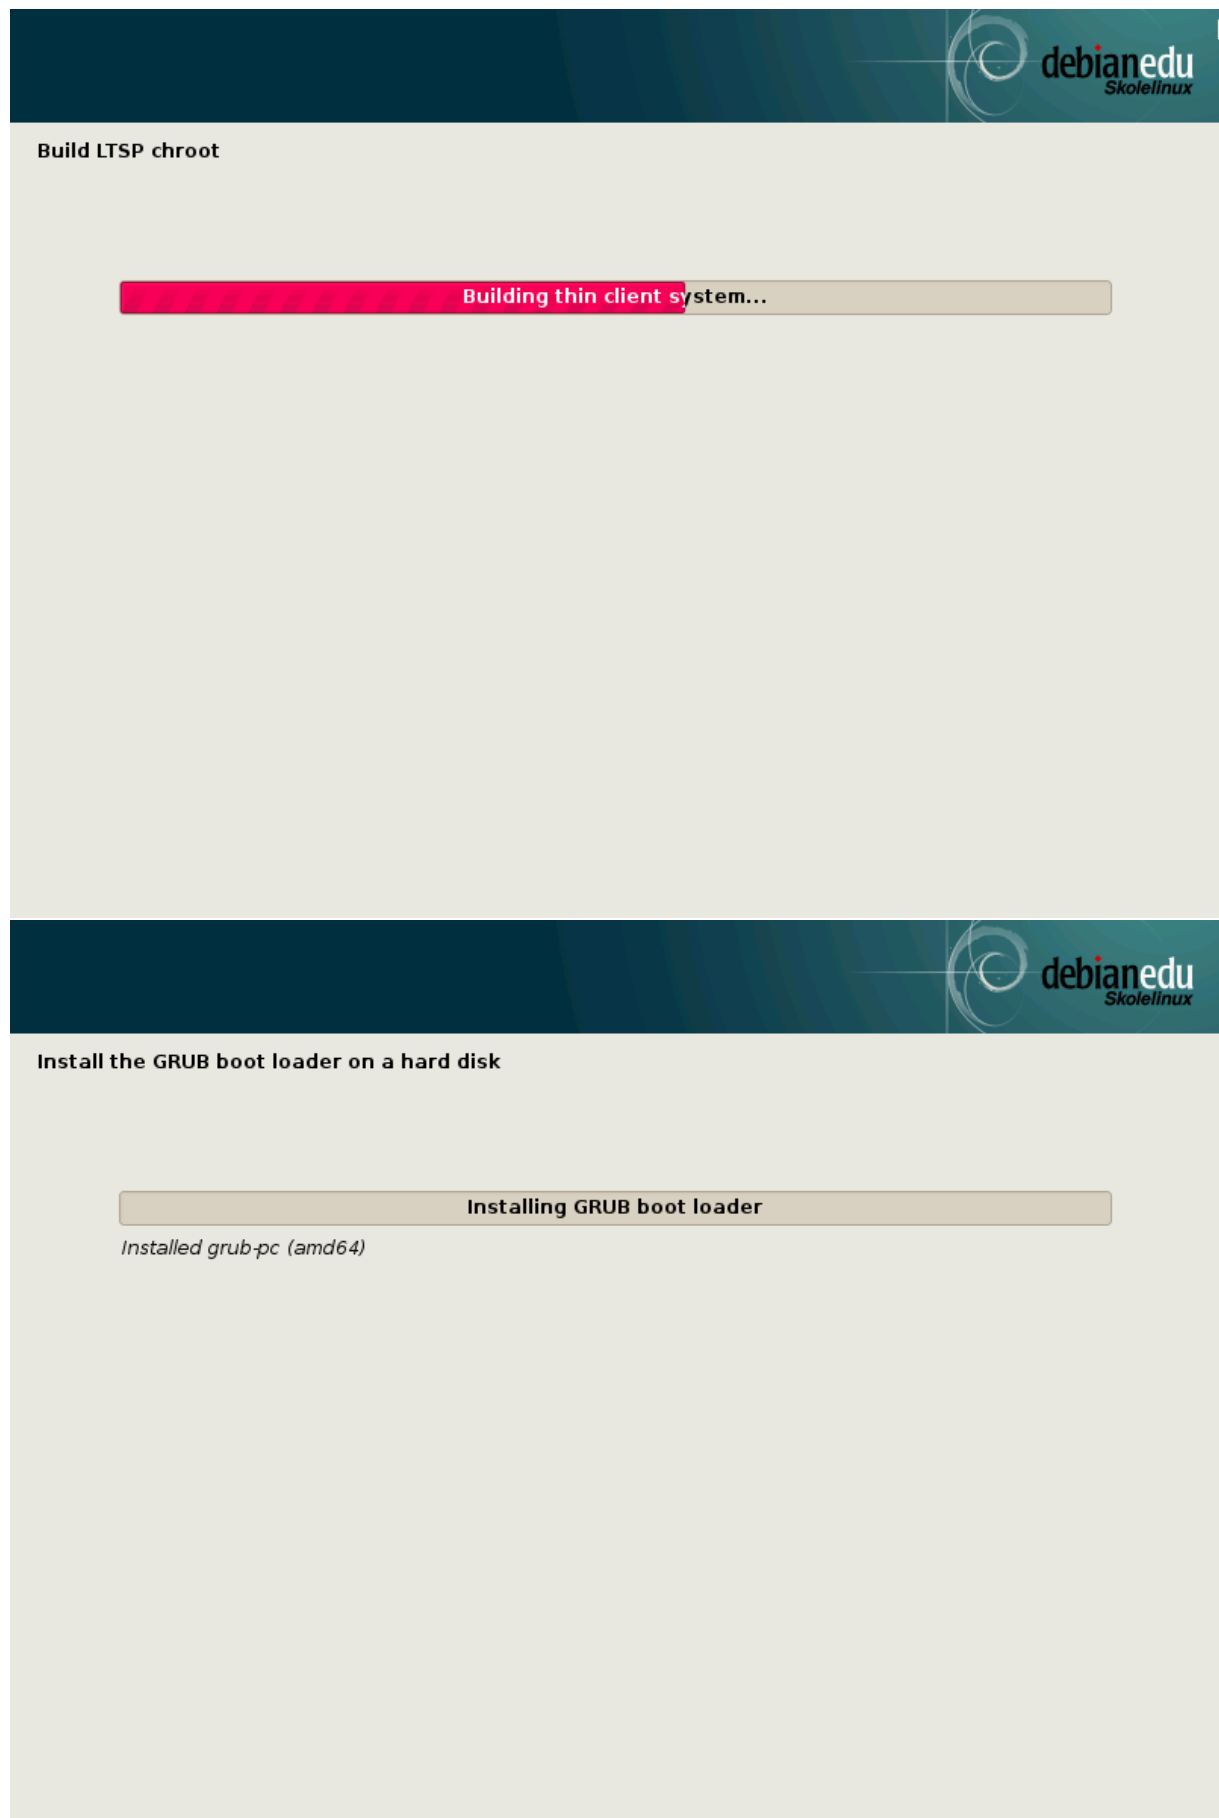 debianedu
Skolelinux
Build LTSP chroot
Building thin client system...
debianedu
Skolelinux
Install the GRUB boot loader on a hard disk
Installing GRUB boot loader
Installed grub-pc (amd64)